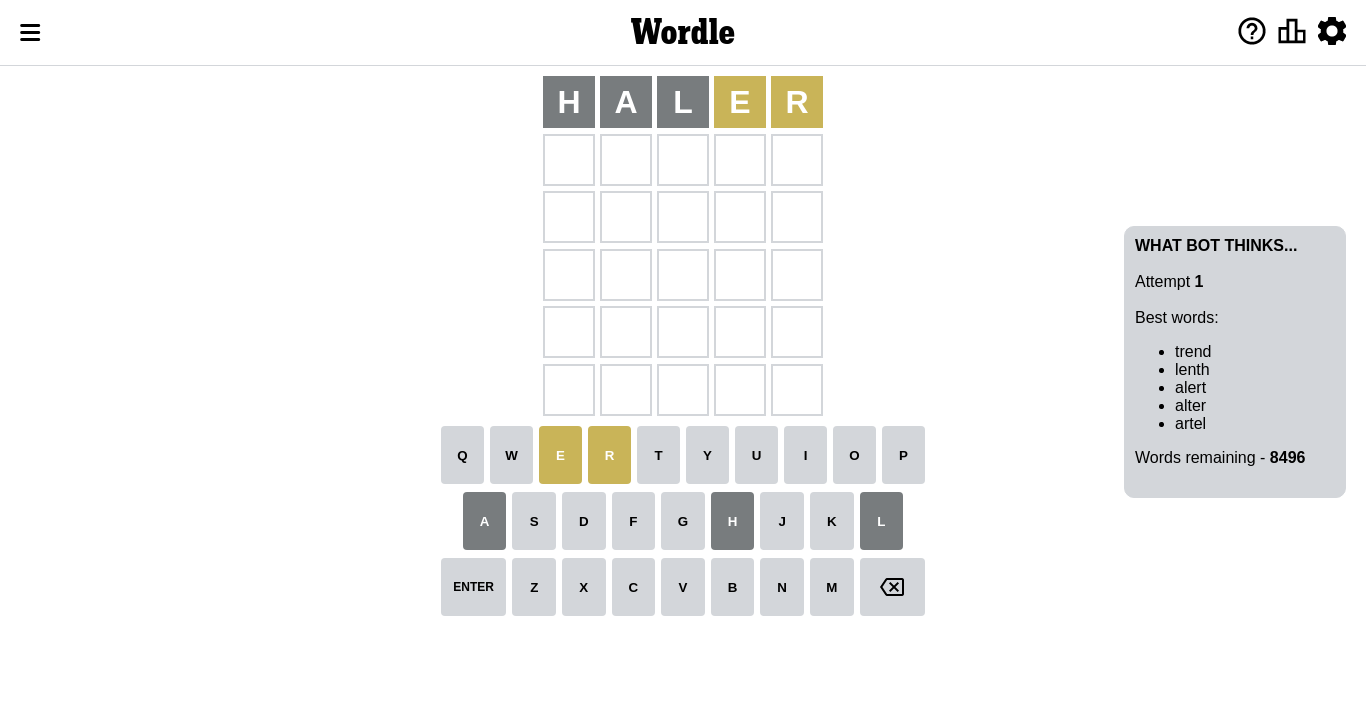 Wordle
H A L E R
WHAT BOT THINKS...
Attempt 1
Best words:
trend
lenth
alert
alter
artel
Words remaining - 8496
Q W E R T Y U I O P
A S D F G H J K L
ENTER Z X C V B N M